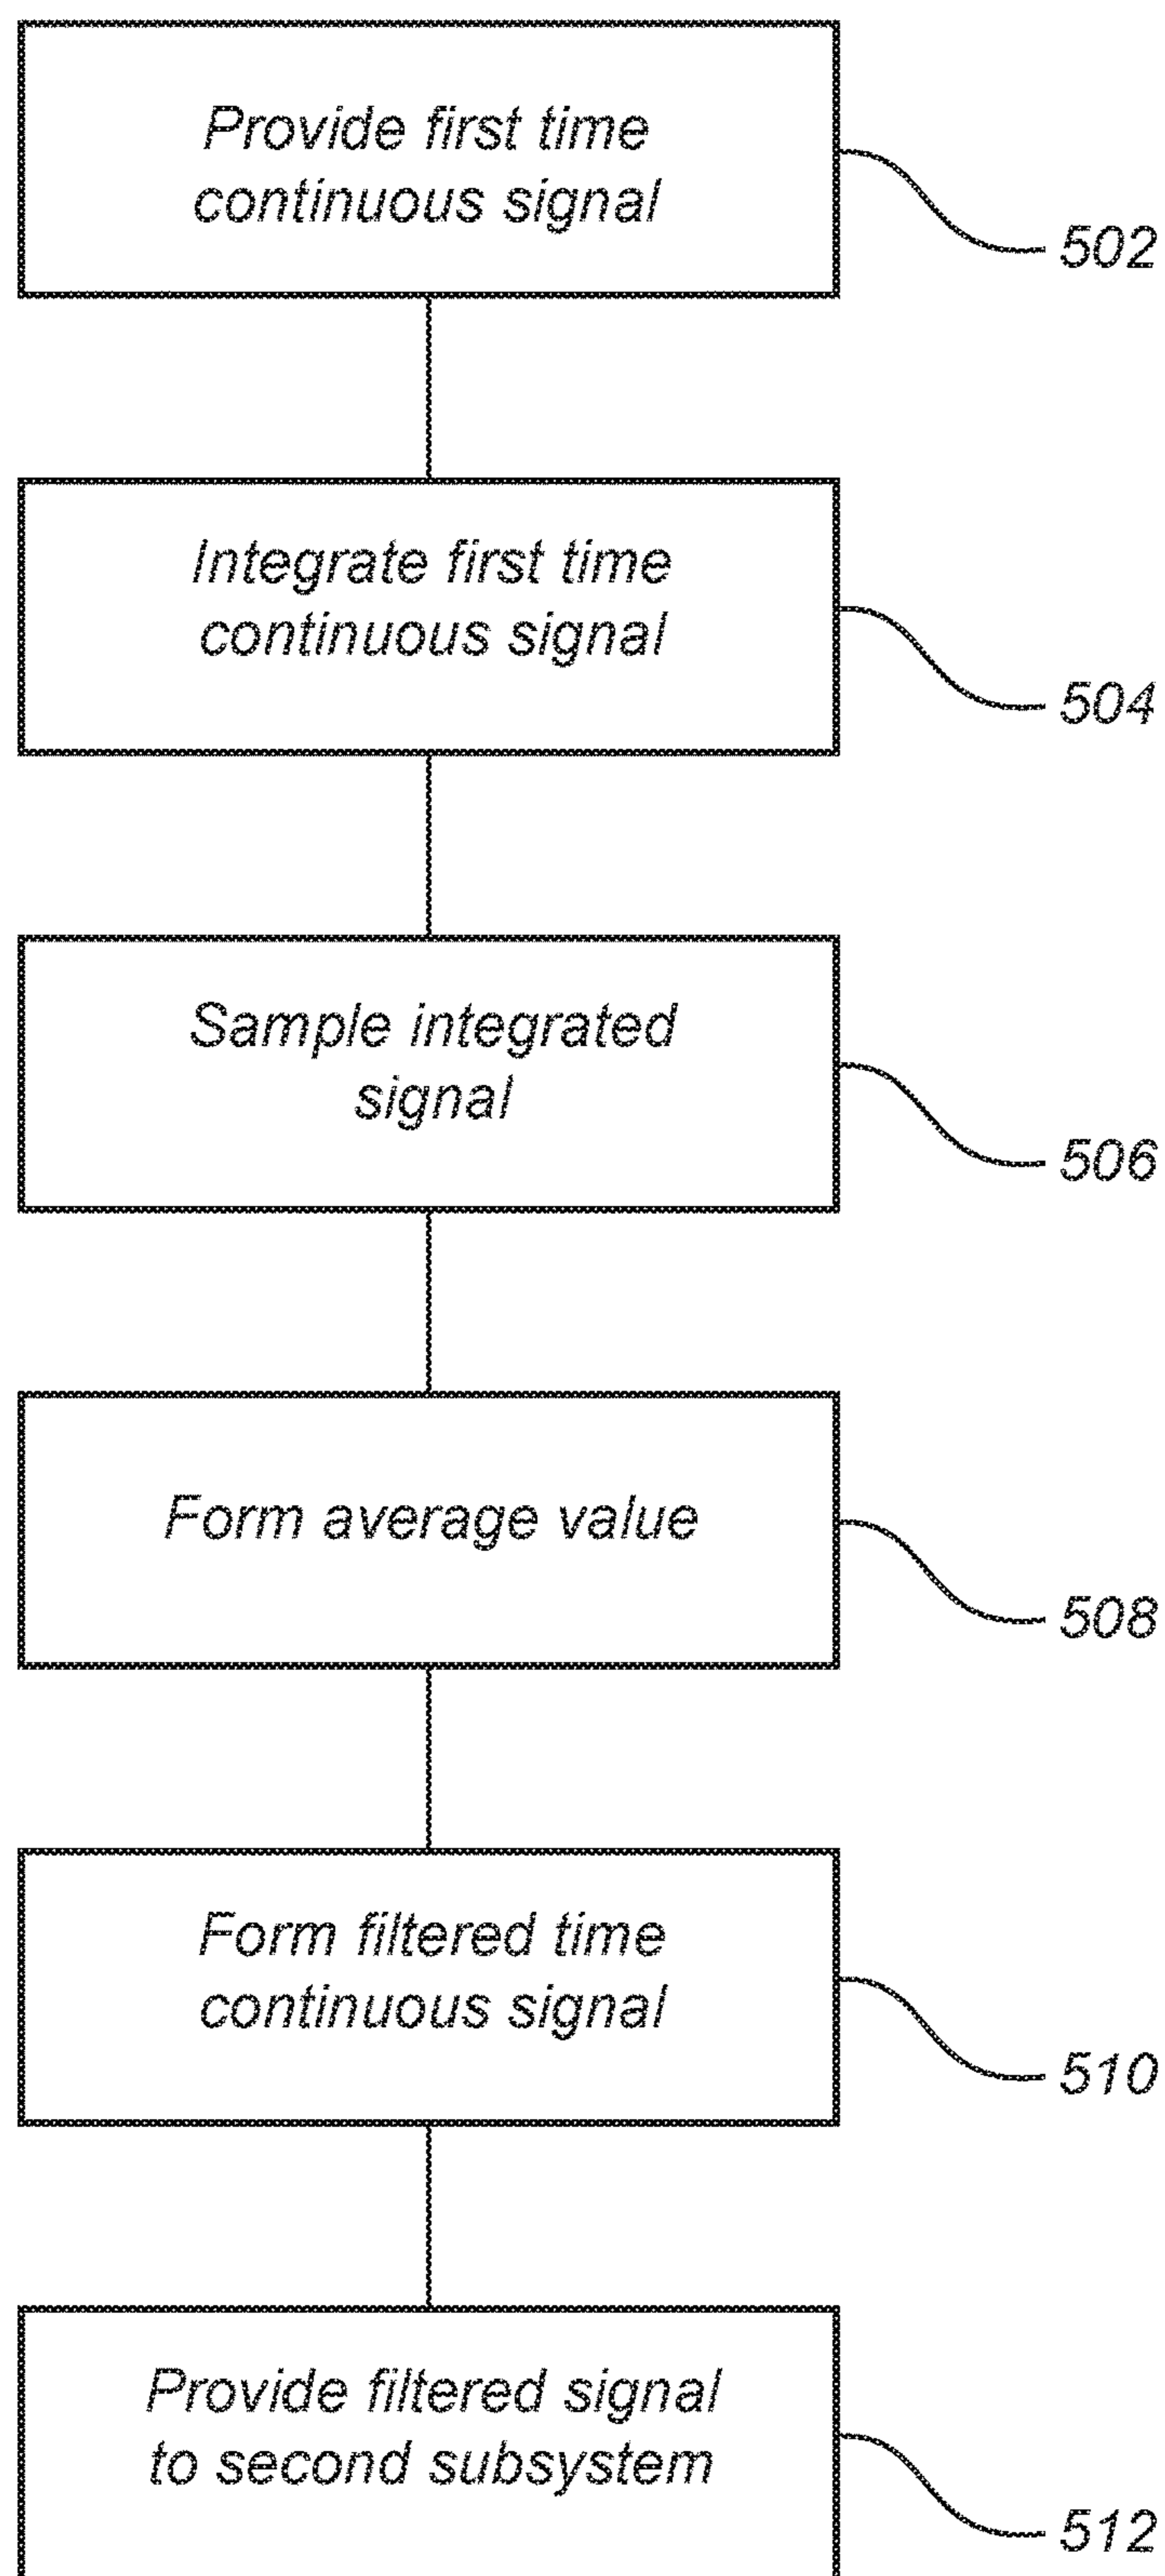 Provide first time
continuous signal
502
Integrate first time
continuous signal
504
Sample integrated
signal
506
Form average value
508
Form filtered time
continuous signal
510
Provide filtered signal
to second subsystem
512